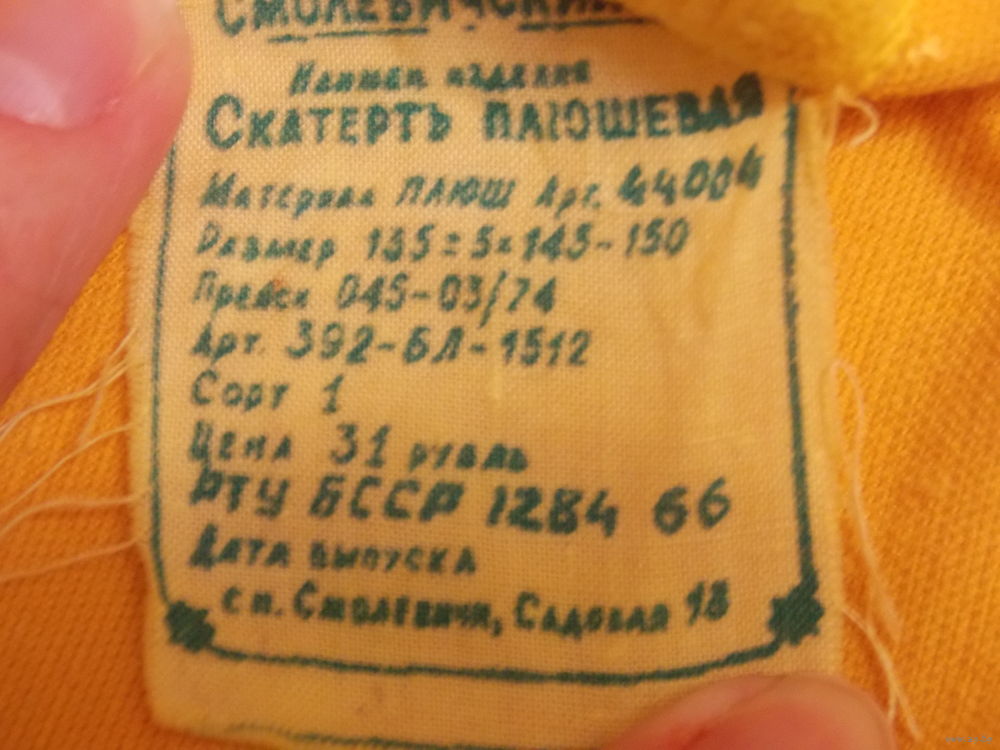 Смолевичский
Наимен изделия
Скатерть плюшевая
Материал ПЛЮШ Арт. 44004
Размер 135±5×145-150
Прейск 045-03/74
Арт. 392-БЛ-1512
Сорт 1
Цена 31 рубль
РТУ БССР 1284 66
Дата выпуска
с п. Смолевичи, Садовая 18